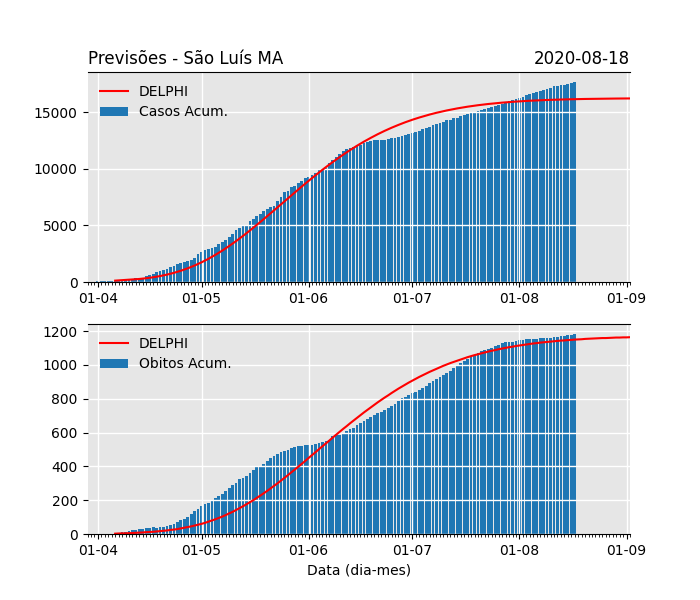 Previsões - São Luís MA 2020-08-18
DELPHI
Casos Acum.
15000
10000
5000
0
01-04 01-05 01-06 01-07 01-08 01-09
DELPHI
Obitos Acum.
1200
1000
800
600
400
200
0
01-04 01-05 01-06 01-07 01-08 01-09
Data (dia-mes)